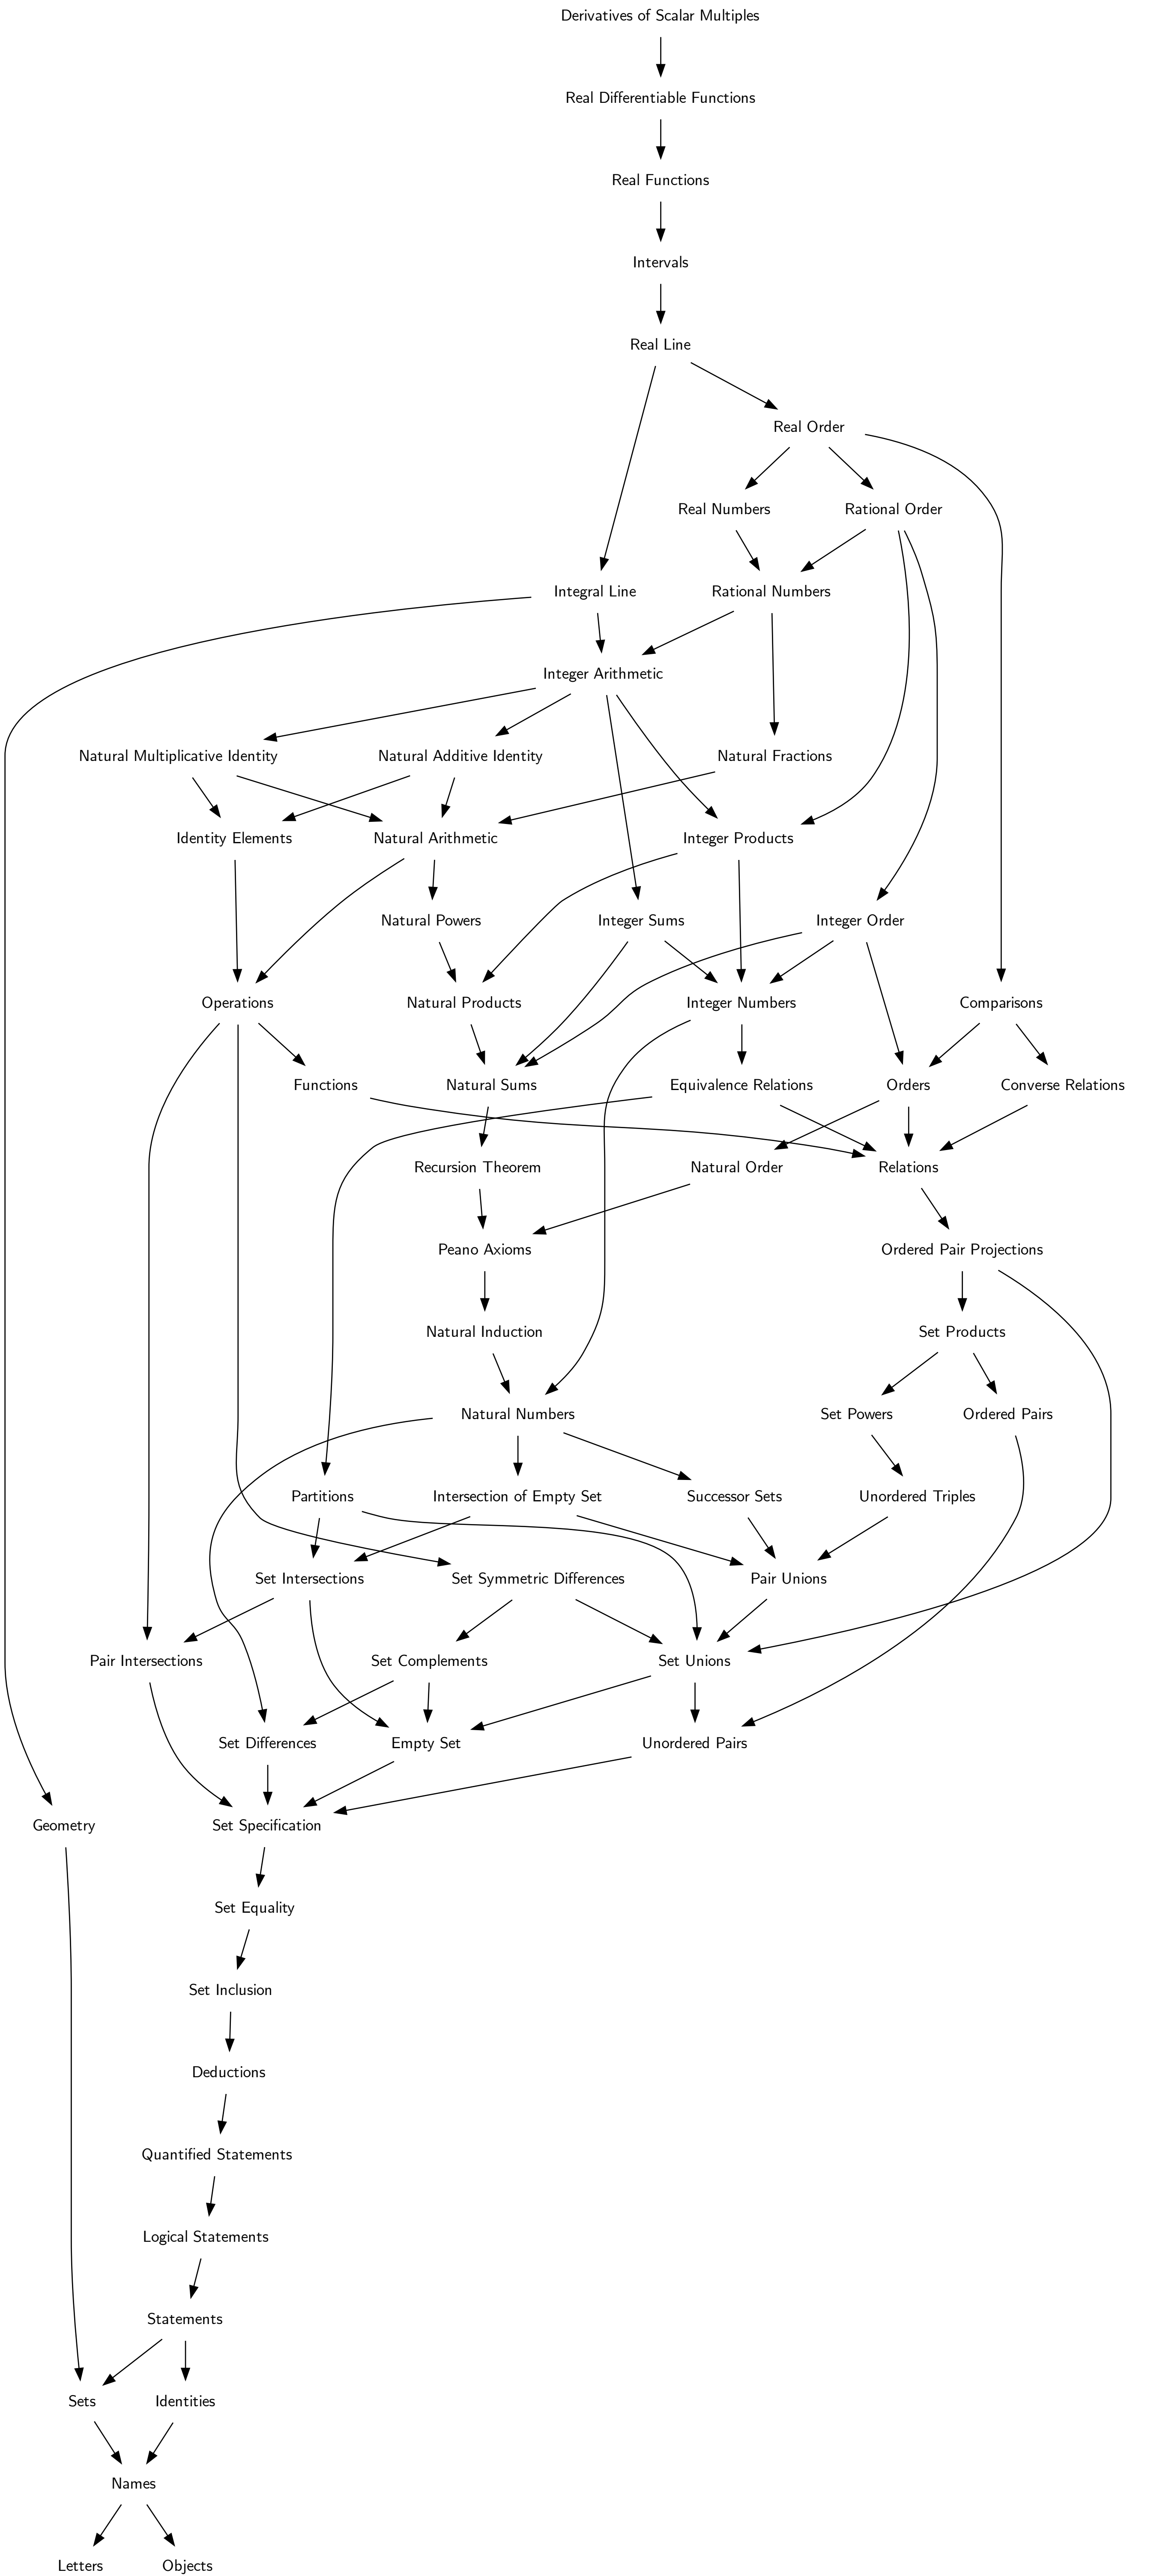 Derivatives of Scalar Multiples
Real Differentiable Functions
Real Functions
Intervals
Real Line
Real Order
Real Numbers
Rational Order
Integral Line
Rational Numbers
Integer Arithmetic
Natural Multiplicative Identity
Natural Additive Identity
Natural Fractions
Identity Elements
Natural Arithmetic
Integer Products
Natural Powers
Integer Sums
Integer Order
Operations
Natural Products
Integer Numbers
Comparisons
Functions
Natural Sums
Equivalence Relations
Orders
Converse Relations
Recursion Theorem
Natural Order
Relations
Peano Axioms
Ordered Pair Projections
Natural Induction
Set Products
Natural Numbers
Set Powers
Ordered Pairs
Partitions
Intersection of Empty Set
Successor Sets
Unordered Triples
Set Intersections
Set Symmetric Differences
Pair Unions
Pair Intersections
Set Complements
Set Unions
Set Differences
Empty Set
Unordered Pairs
Geometry
Set Specification
Set Equality
Set Inclusion
Deductions
Quantified Statements
Logical Statements
Statements
Sets
Identities
Names
Letters
Objects